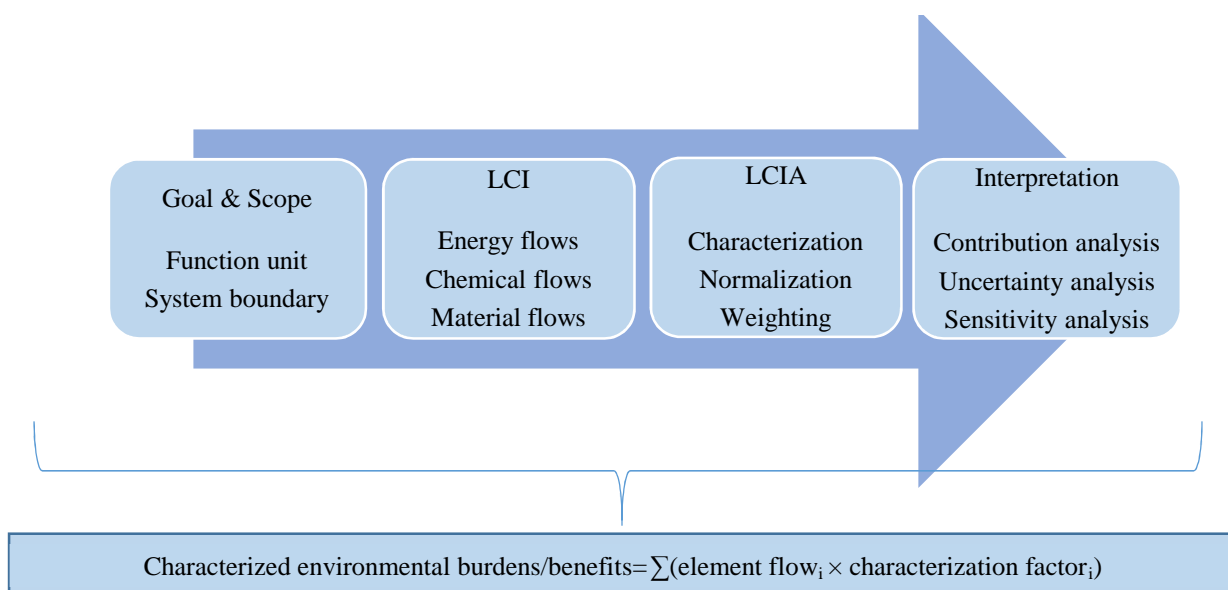 Goal & Scope
Function unit
System boundary
LCI
Energy flows
Chemical flows
Material flows
LCIA
Characterization
Normalization
Weighting
Interpretation
Contribution analysis
Uncertainty analysis
Sensitivity analysis
Characterized environmental burdens/benefits=∑(element flowᵢ × characterization factorᵢ)